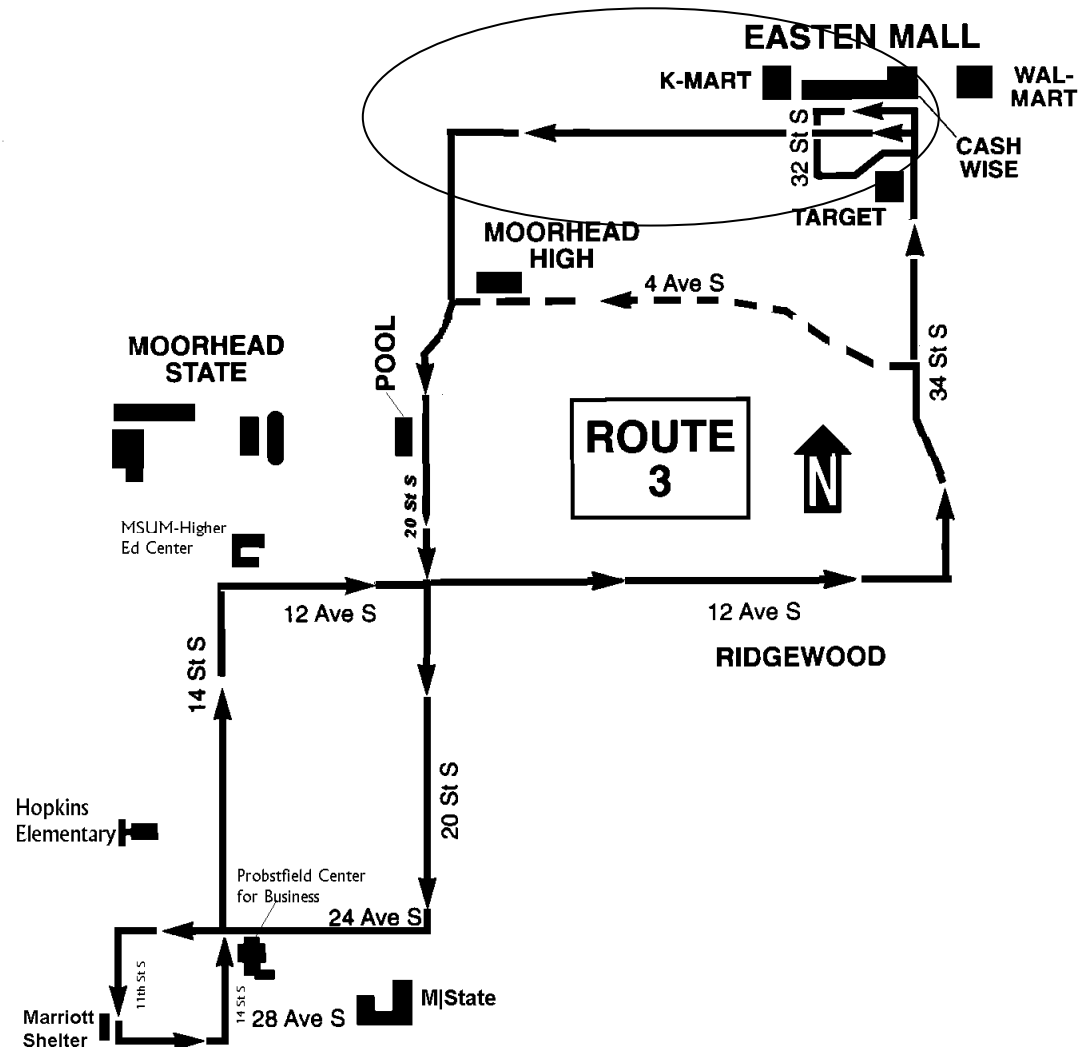 EASTEN MALL
K-MART
WAL-
MART
32 St S
CASH
WISE
TARGET
MOORHEAD
HIGH
4 Ave S
34 St S
MOORHEAD
STATE
POOL
ROUTE
3
N
20 St S
MSUM-Higher
Ed Center
12 Ave S
12 Ave S
RIDGEWOOD
14 St S
20 St S
Hopkins
Elementary
Probstfield Center
for Business
24 Ave S
11th St S
14 St S
28 Ave S
M|State
Marriott
Shelter